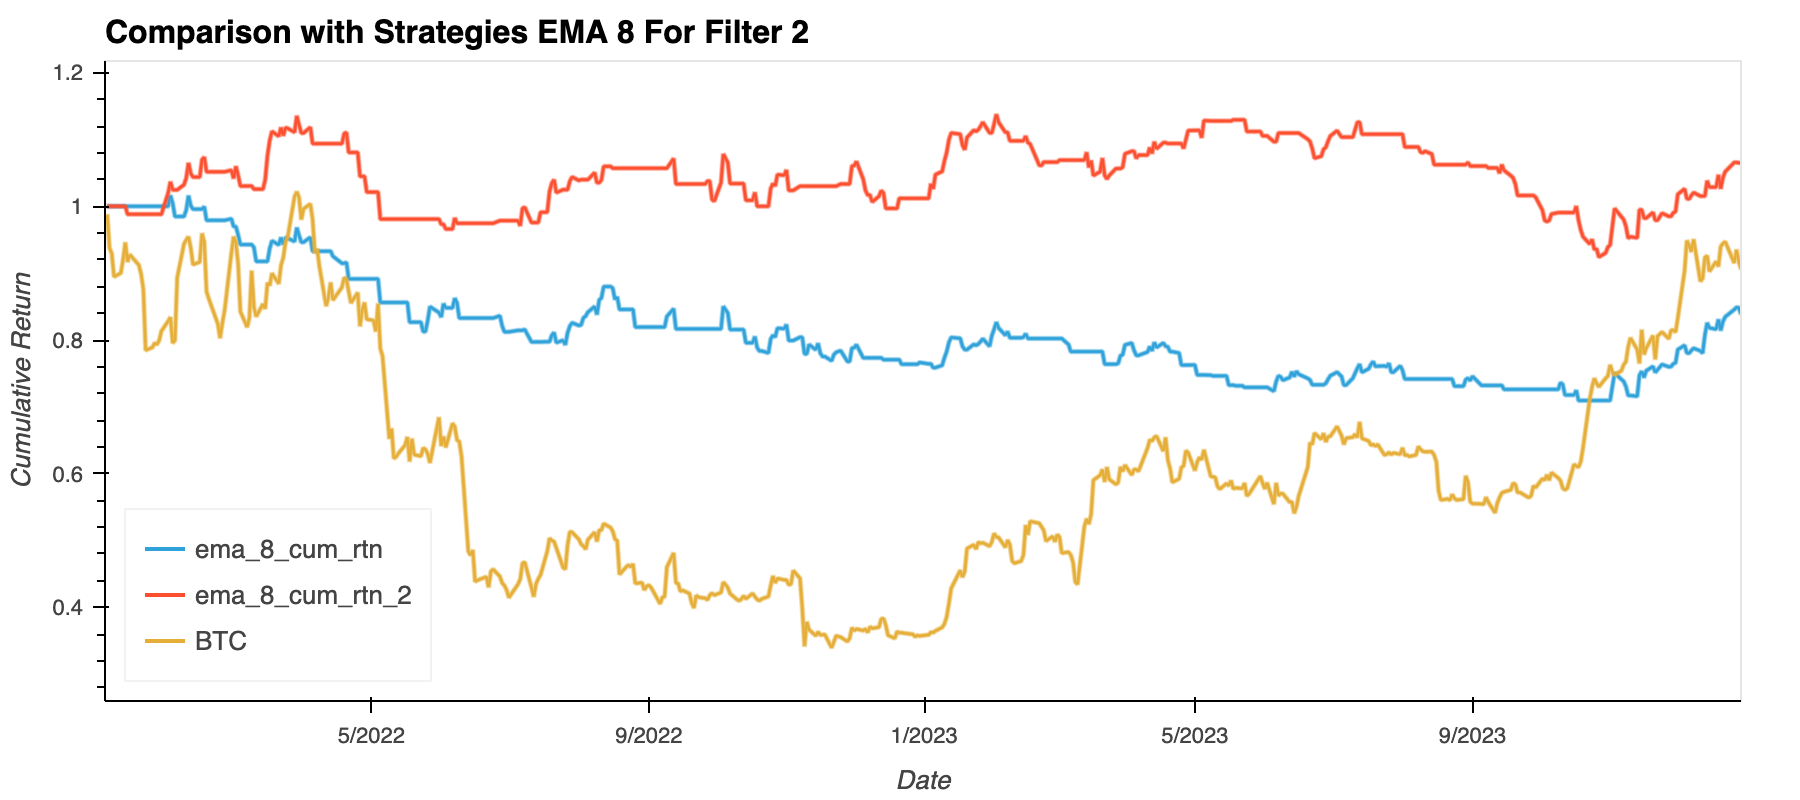 Comparison with Strategies EMA 8 For Filter 2
1.2
1
0.8
0.6
0.4
Cumulative Return
ema_8_cum_rtn
ema_8_cum_rtn_2
BTC
5/2022
9/2022
1/2023
5/2023
9/2023
Date